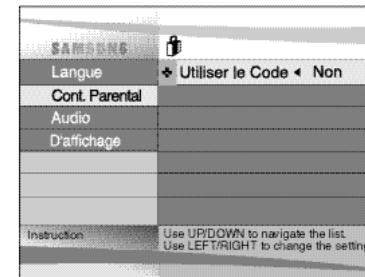 SAMSUNG
Langue
Utiliser le Code Non
Cont. Parental
Audio
D'affichage
Instruction
Use UP/DOWN to navigate the list.
Use LEFT/RIGHT to change the setting